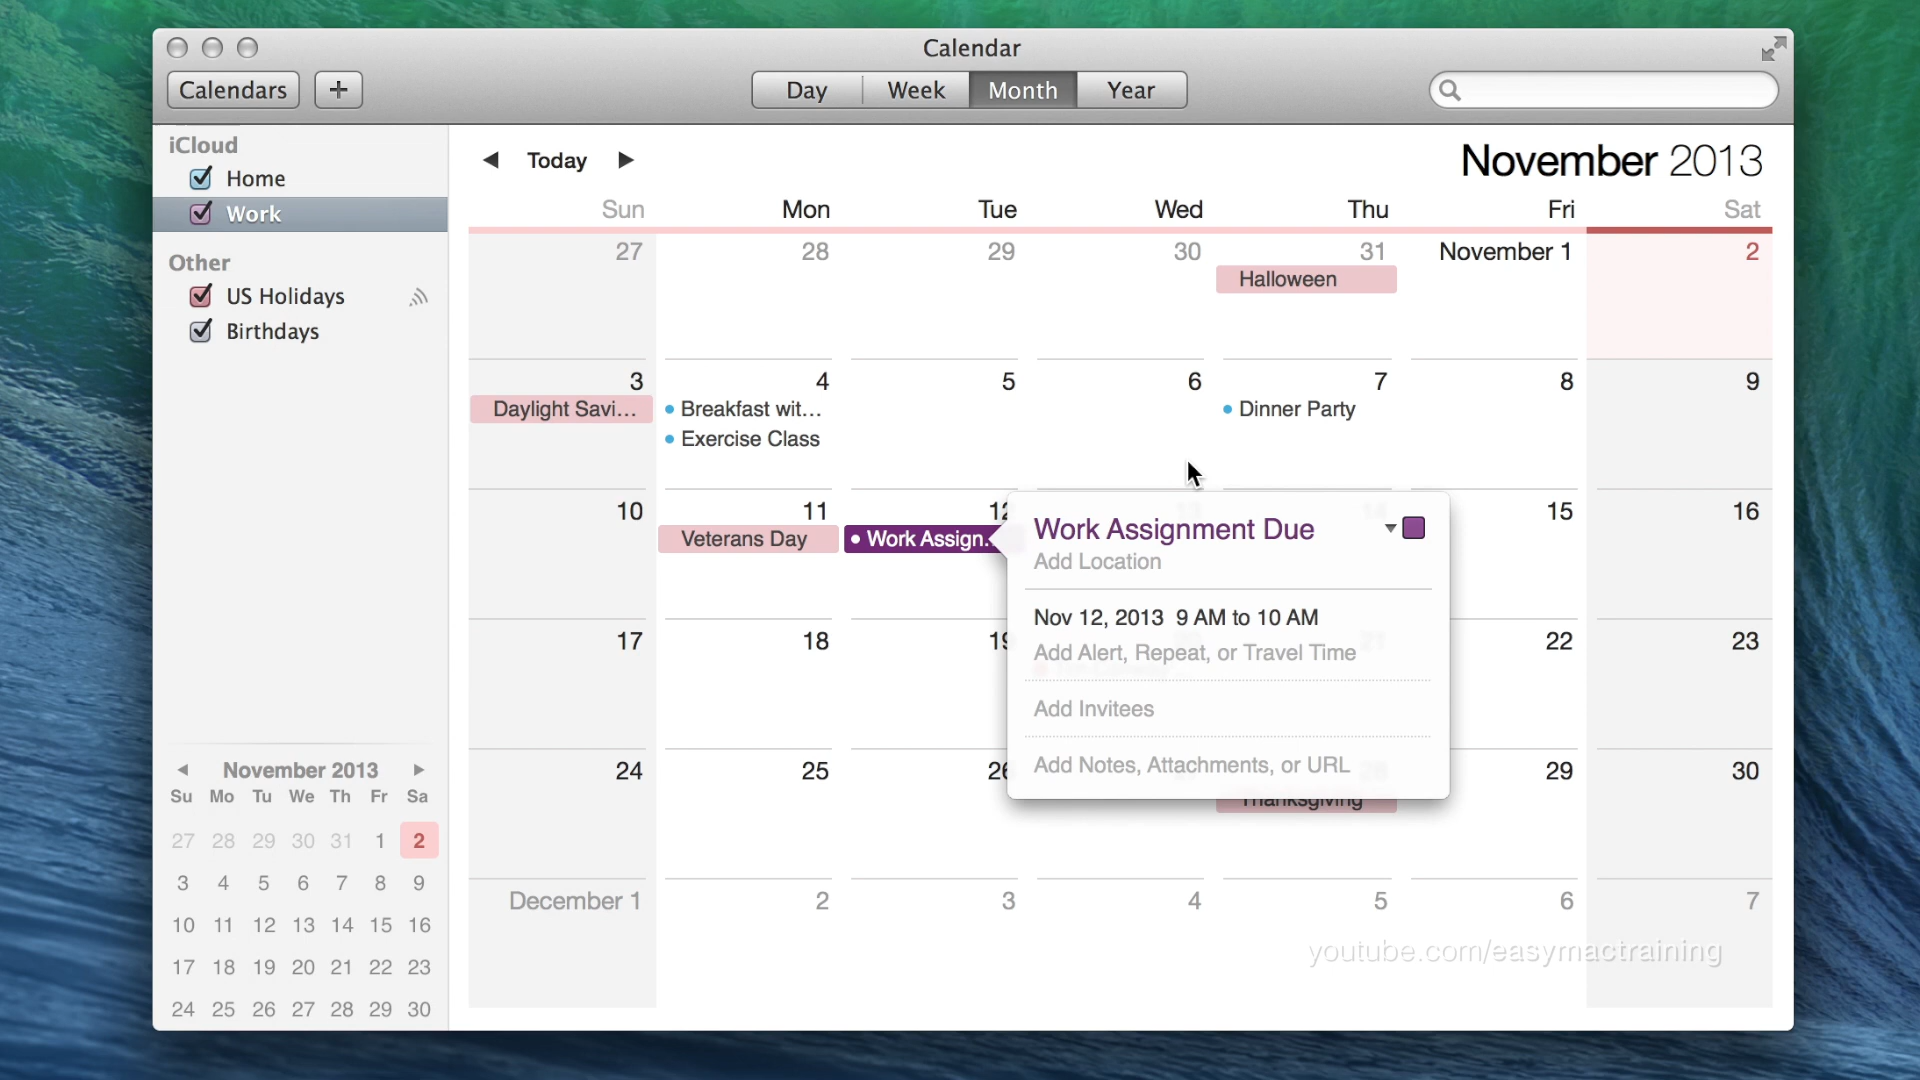 Calendar
Calendars +
Day Week Month Year
iCloud
Home
Work
Other
US Holidays
Birthdays
Today
November 2013
Sun Mon Tue Wed Thu Fri Sat
27 28 29 30 31 November 1 2
Halloween
3 4 5 6 7 8 9
Daylight Savi... Breakfast wit... Dinner Party
Exercise Class
10 11 12 15 16
Veterans Day Work Assign.
Work Assignment Due
Add Location
Nov 12, 2013 9 AM to 10 AM
Add Alert, Repeat, or Travel Time
Add Invitees
Add Notes, Attachments, or URL
17 18 19 22 23
24 25 26 29 30
Thanksgiving
December 1 2 3 4 5 6 7
November 2013
Su Mo Tu We Th Fr Sa
27 28 29 30 31 1 2
3 4 5 6 7 8 9
10 11 12 13 14 15 16
17 18 19 20 21 22 23
24 25 26 27 28 29 30
youtube.com/easymactraining